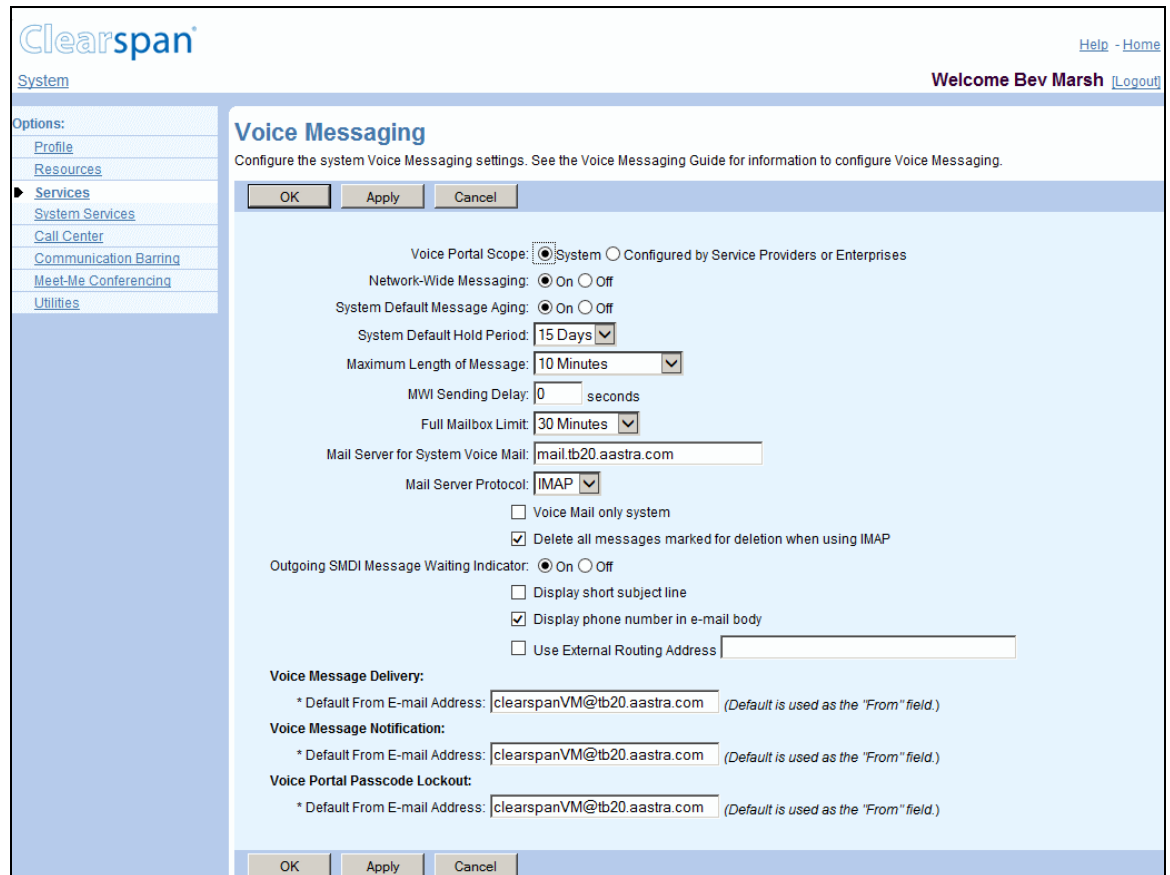 Clearspan®
Help - Home
System
Welcome Bev Marsh [Logout]
Options:
Profile
Resources
Services
System Services
Call Center
Communication Barring
Meet-Me Conferencing
Utilities
Voice Messaging
Configure the system Voice Messaging settings. See the Voice Messaging Guide for information to configure Voice Messaging.
OK Apply Cancel
Voice Portal Scope: System Configured by Service Providers or Enterprises
Network-Wide Messaging: On Off
System Default Message Aging: On Off
System Default Hold Period: 15 Days
Maximum Length of Message: 10 Minutes
MWI Sending Delay: 0 seconds
Full Mailbox Limit: 30 Minutes
Mail Server for System Voice Mail: mail.tb20.aastra.com
Mail Server Protocol: IMAP
Voice Mail only system
Delete all messages marked for deletion when using IMAP
Outgoing SMDI Message Waiting Indicator: On Off
Display short subject line
Display phone number in e-mail body
Use External Routing Address
Voice Message Delivery:
* Default From E-mail Address: clearspanVM@tb20.aastra.com (Default is used as the "From" field.)
Voice Message Notification:
* Default From E-mail Address: clearspanVM@tb20.aastra.com (Default is used as the "From" field.)
Voice Portal Passcode Lockout:
* Default From E-mail Address: clearspanVM@tb20.aastra.com (Default is used as the "From" field.)
OK Apply Cancel